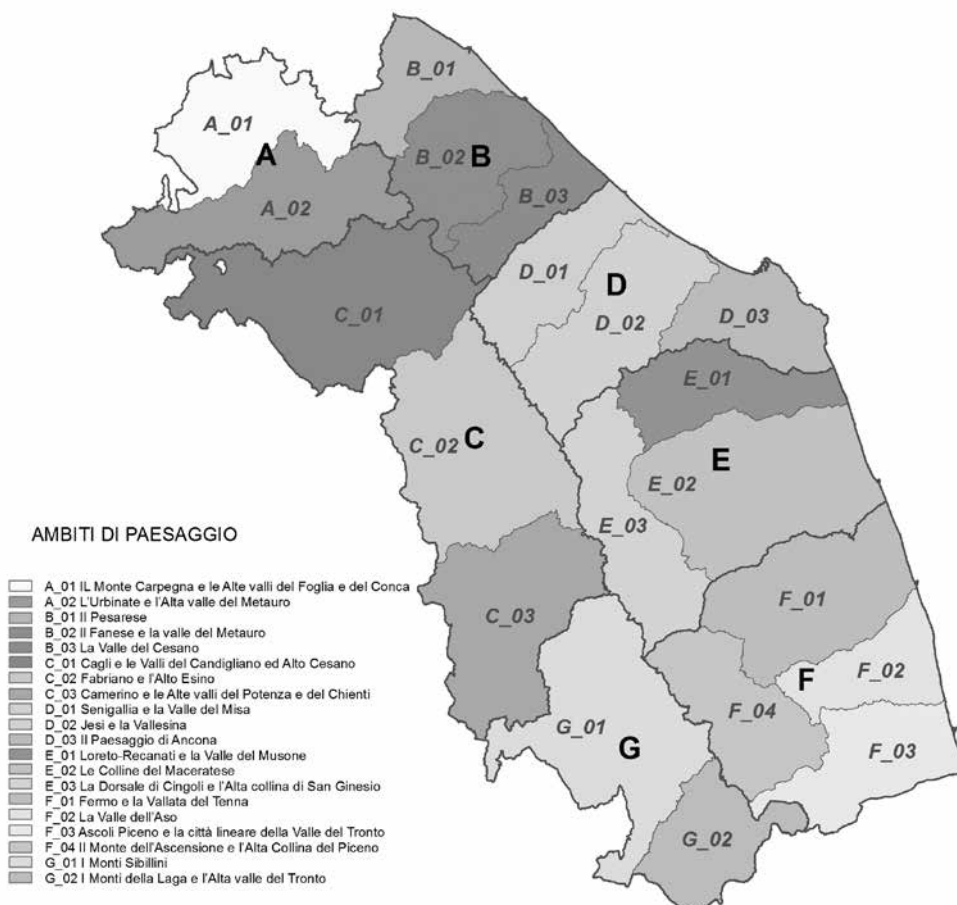 B_01
A_01
A
B_02
B
B_03
A_02
D_01
D
D_02
D_03
C_01
E_01
C_02
C
E
E_02
E_03
F_01
C_03
F
F_02
F_04
G_01
G
F_03
G_02
AMBITI DI PAESAGGIO
A_01 IL Monte Carpegna e le Alte valli del Foglia e del Conca
A_02 L'Urbinate e l'Alta valle del Metauro
B_01 Il Pesarese
B_02 Il Fanese e la valle del Metauro
B_03 La Valle del Cesano
C_01 Cagli e le Valli del Candigliano ed Alto Cesano
C_02 Fabriano e l'Alto Esino
C_03 Camerino e le Alte valli del Potenza e del Chienti
D_01 Senigallia e la Valle del Misa
D_02 Jesi e la Vallesina
D_03 Il Paesaggio di Ancona
E_01 Loreto-Recanati e la Valle del Musone
E_02 Le Colline del Maceratese
E_03 La Dorsale di Cingoli e l'Alta collina di San Ginesio
F_01 Fermo e la Vallata del Tenna
F_02 La Valle dell'Aso
F_03 Ascoli Piceno e la città lineare della Valle del Tronto
F_04 Il Monte dell'Ascensione e l'Alta Collina del Piceno
G_01 I Monti Sibillini
G_02 I Monti della Laga e l'Alta valle del Tronto